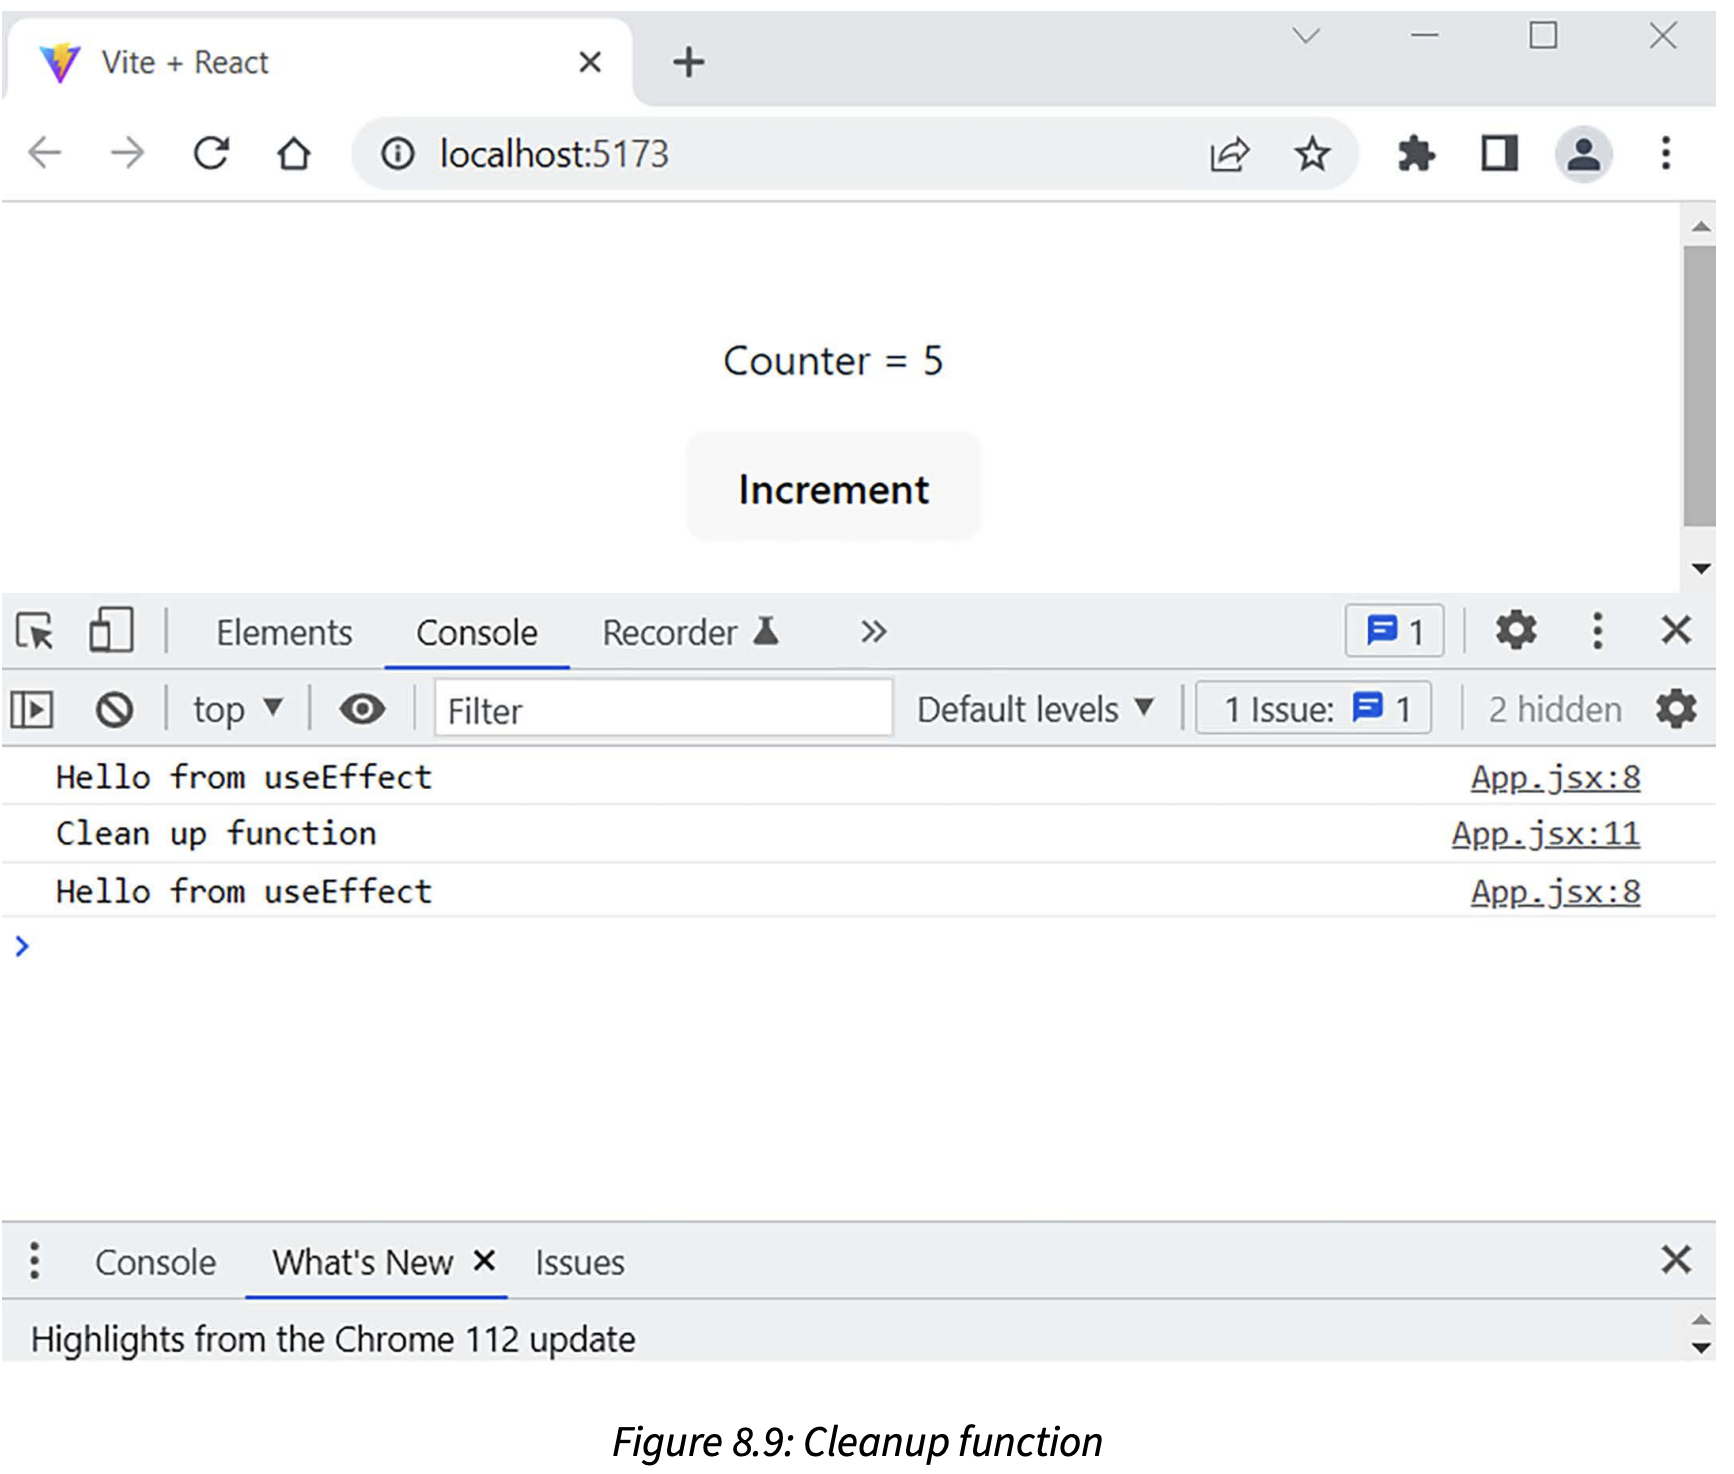 Vite + React
localhost:5173
Counter = 5
Increment
Elements Console Recorder 1
top Filter Default levels 1 Issue: 1 2 hidden
Hello from useEffect App.jsx:8
Clean up function App.jsx:11
Hello from useEffect App.jsx:8
Console What's New Issues
Highlights from the Chrome 112 update
Figure 8.9: Cleanup function